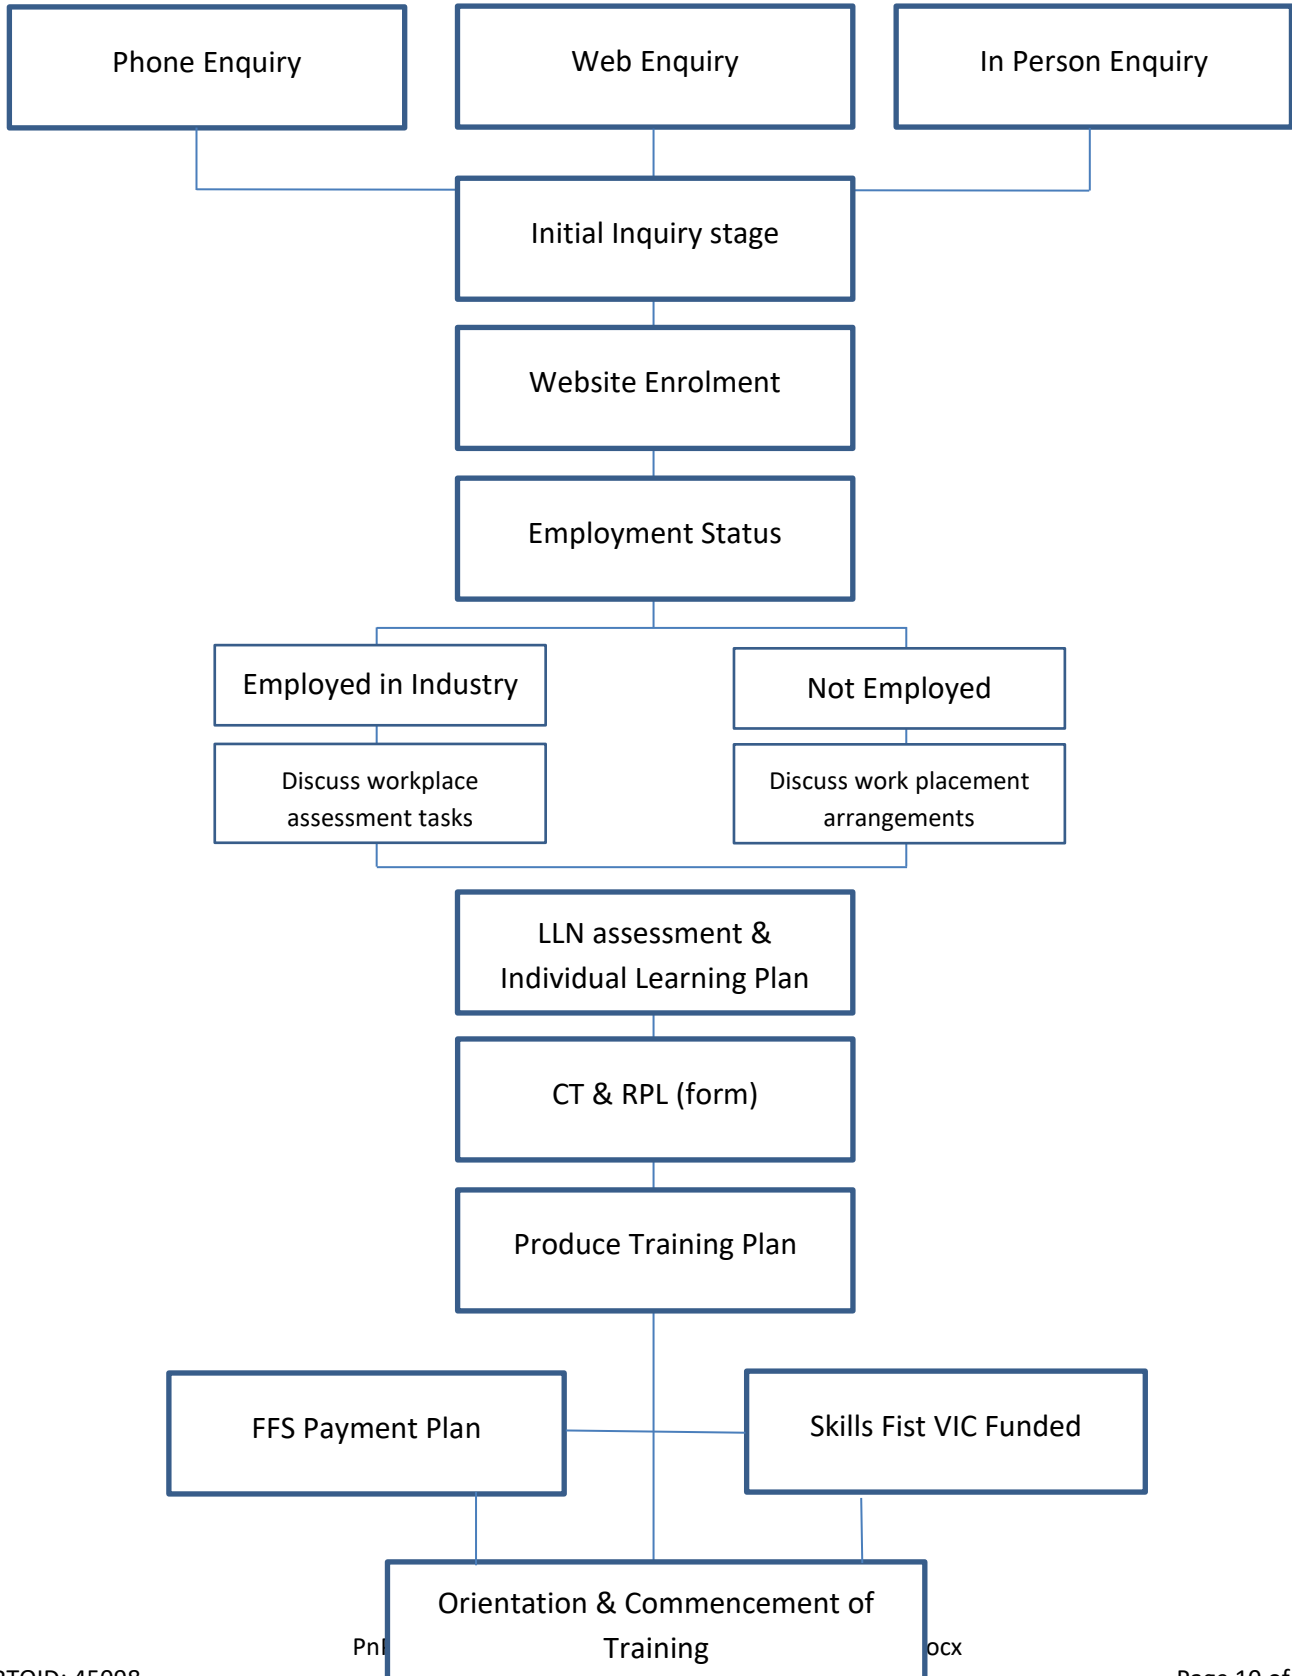 Phone Enquiry
Web Enquiry
In Person Enquiry
Initial Inquiry stage
Website Enrolment
Employment Status
Employed in Industry
Not Employed
Discuss workplace
assessment tasks
Discuss work placement
arrangements
LLN assessment &
Individual Learning Plan
CT & RPL (form)
Produce Training Plan
FFS Payment Plan
Skills Fist VIC Funded
Orientation & Commencement of
Training